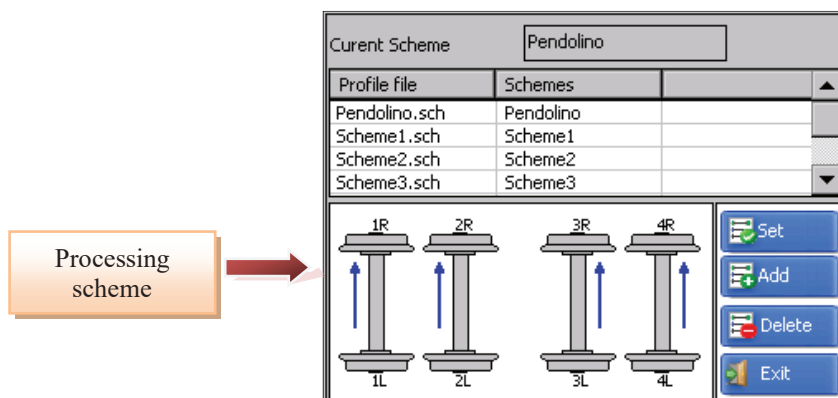 Curent Scheme Pendolino
Profile file Schemes
Pendolino.sch Pendolino
Scheme1.sch Scheme1
Scheme2.sch Scheme2
Scheme3.sch Scheme3
Processing
scheme
1R 2R 3R 4R
1L 2L 3L 4L
Set
Add
Delete
Exit